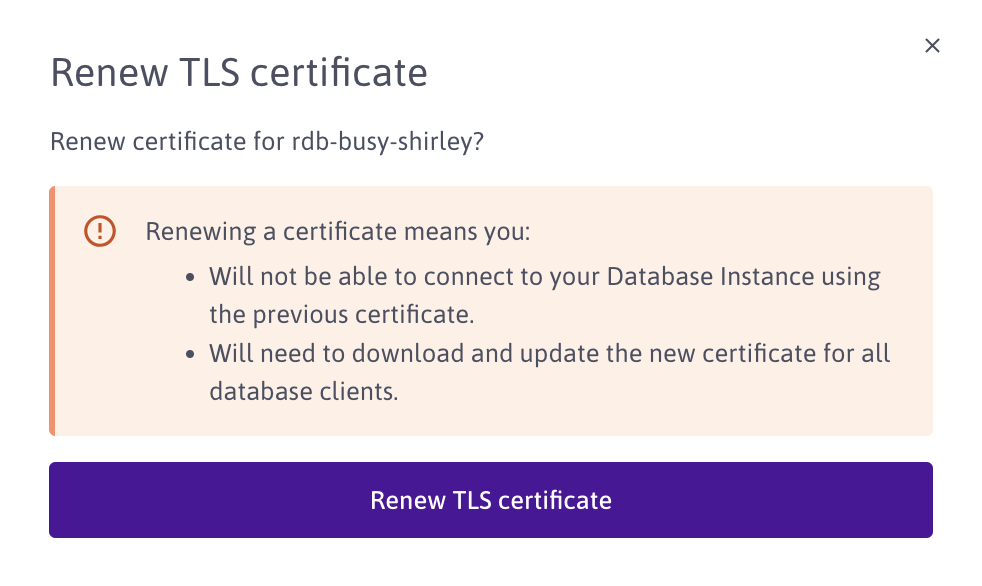 Renew TLS certificate
Renew certificate for rdb-busy-shirley?
Renewing a certificate means you:
• Will not be able to connect to your Database Instance using
the previous certificate.
• Will need to download and update the new certificate for all
database clients.
Renew TLS certificate